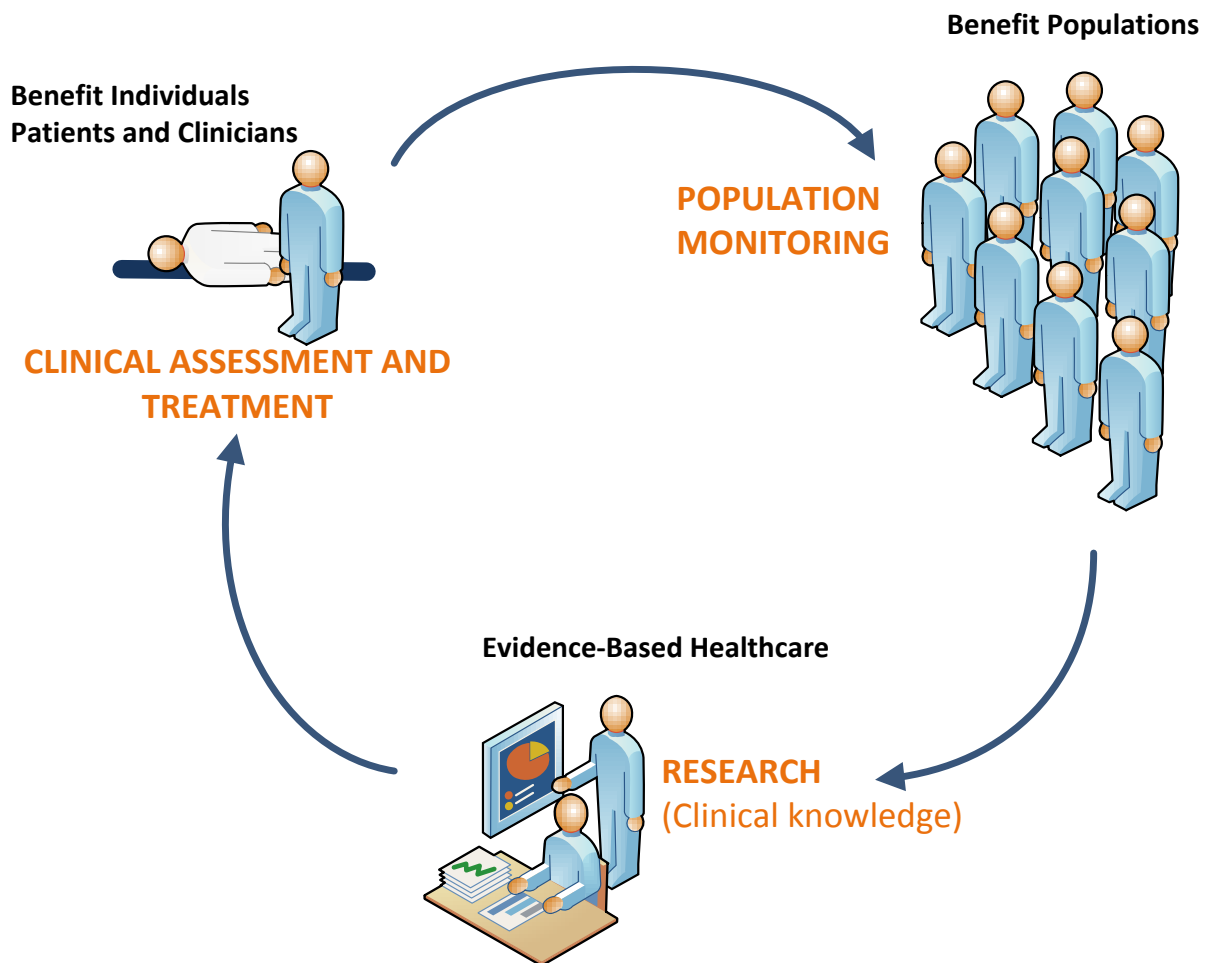 Benefit Populations
Benefit Individuals
Patients and Clinicians
POPULATION
MONITORING
CLINICAL ASSESSMENT AND
TREATMENT
Evidence-Based Healthcare
RESEARCH
(Clinical knowledge)